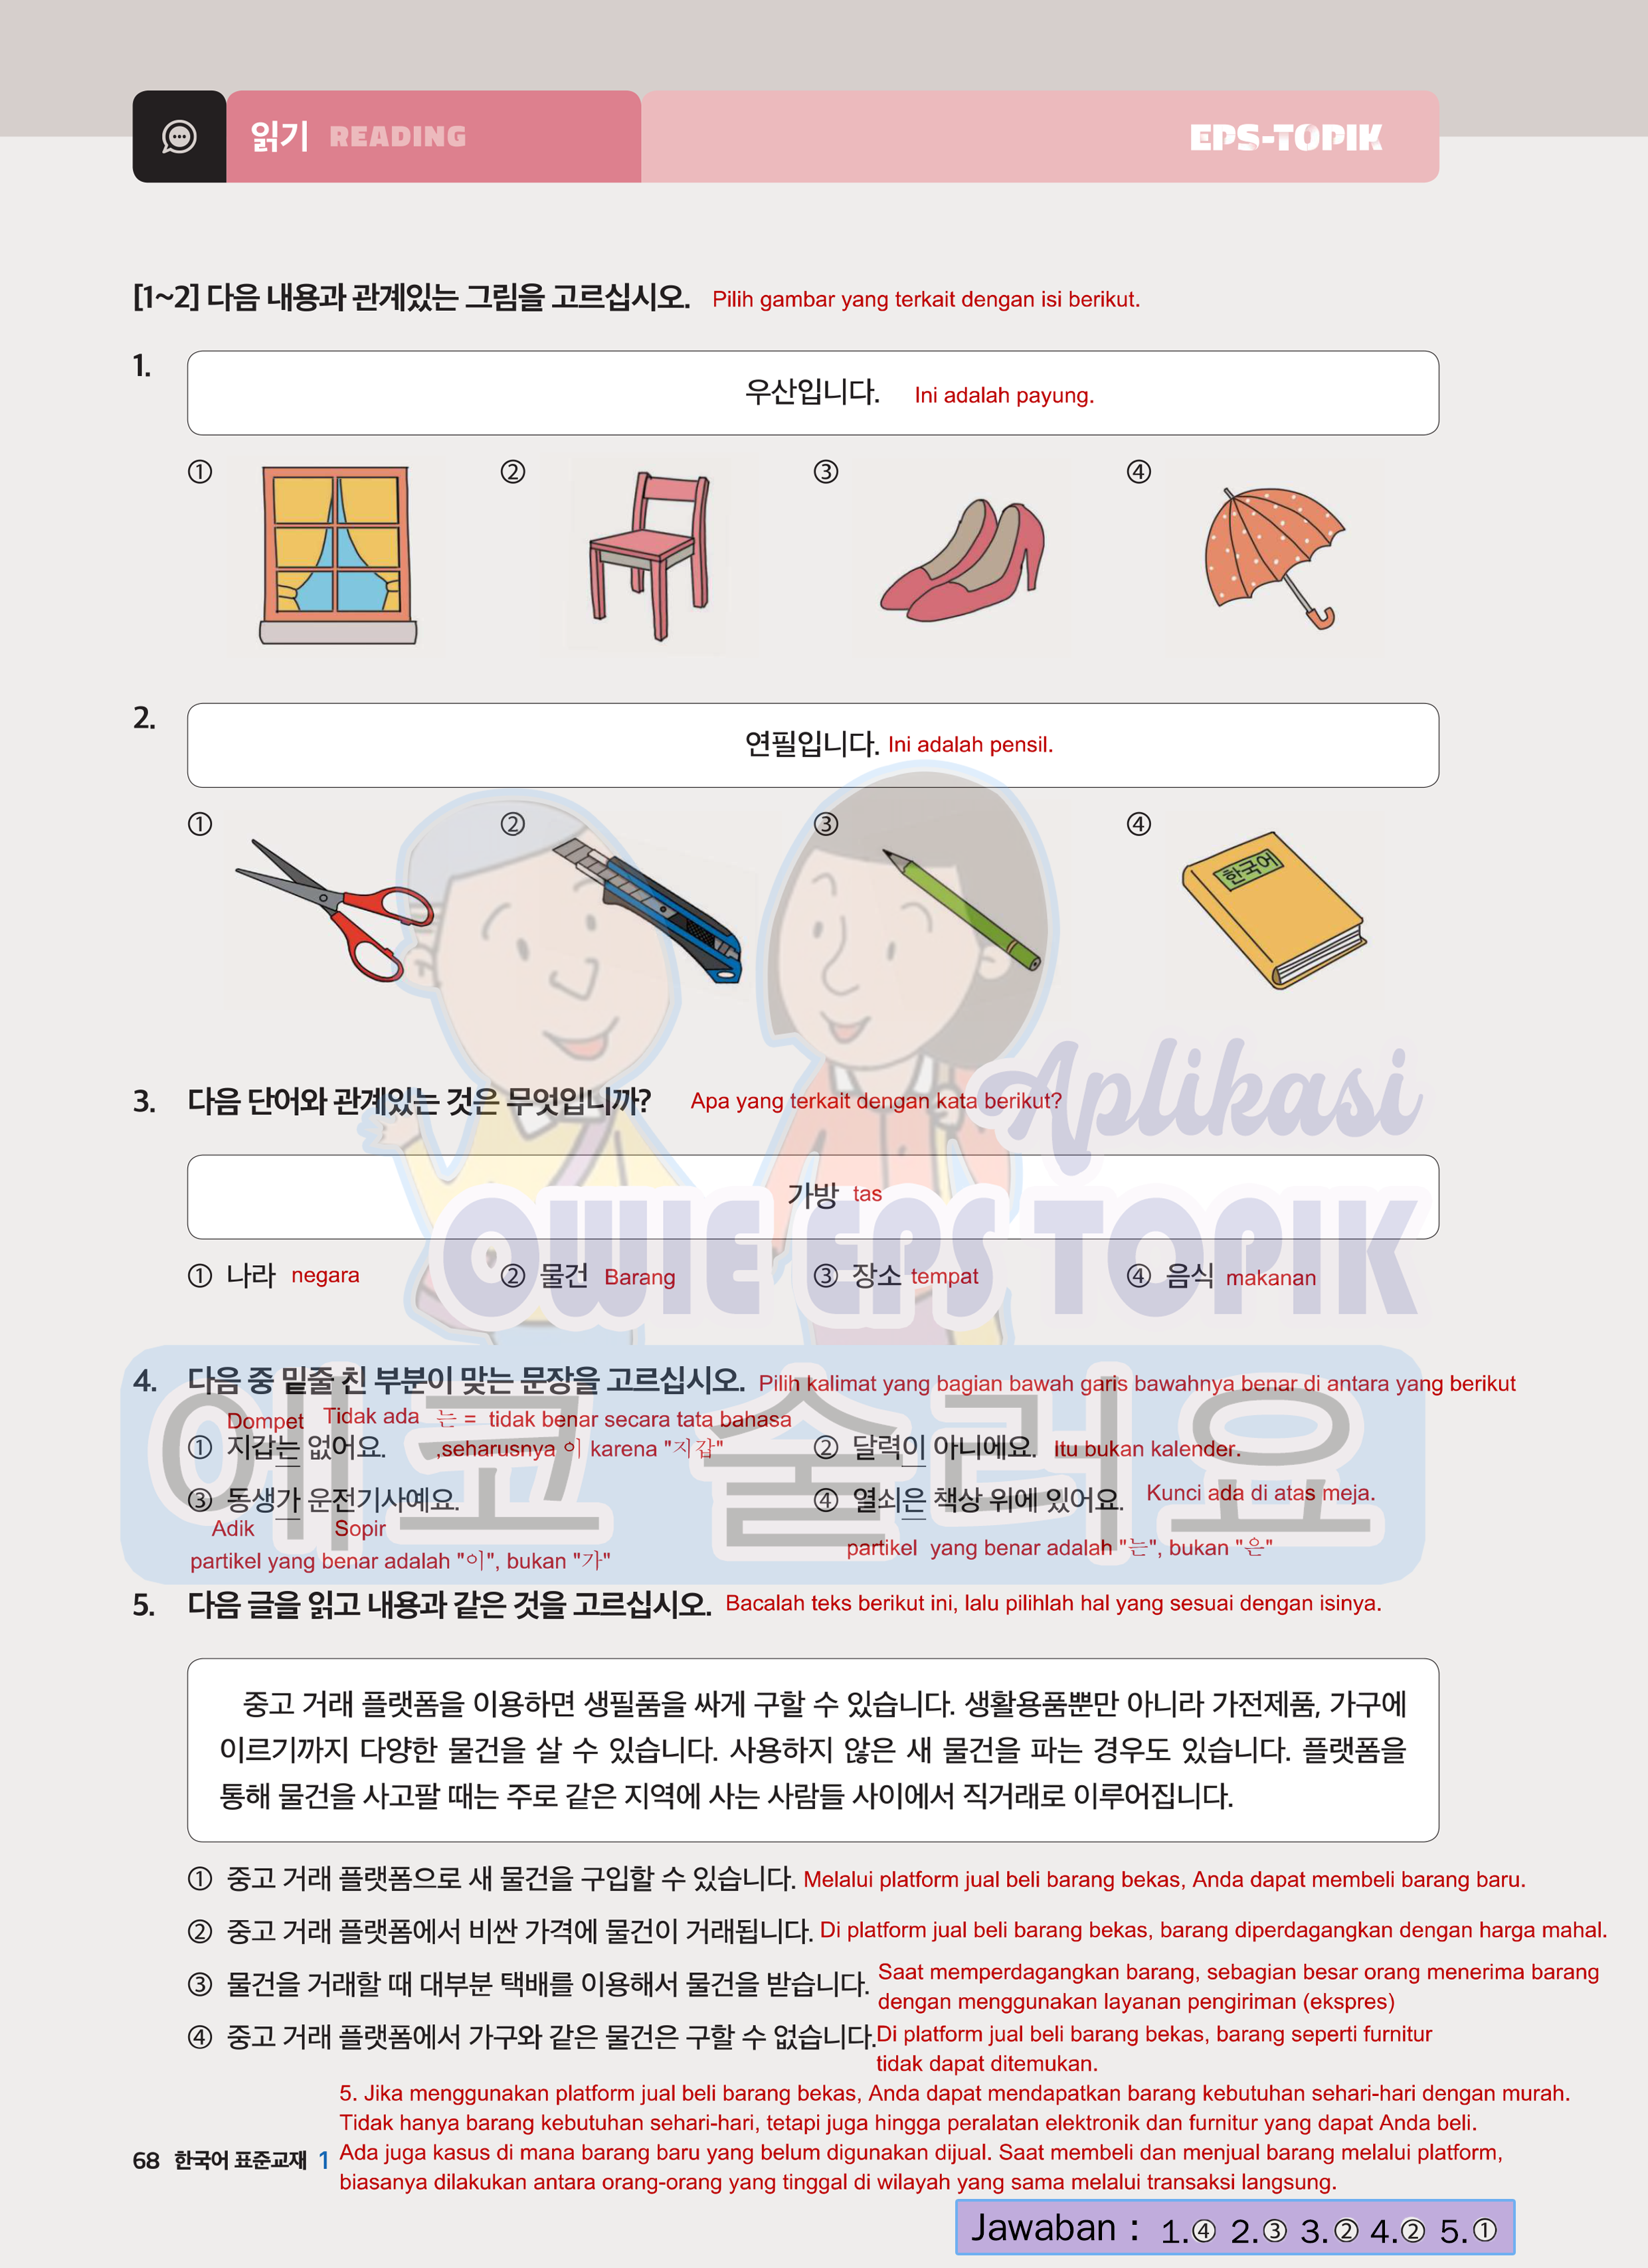 읽기 READING
EPS-TOPIK
[1~2] 다음 내용과 관계있는 그림을 고르십시오. Pilih gambar yang terkait dengan isi berikut.
1.
우산입니다. Ini adalah payung.
① ② ③ ④
2.
연필입니다. Ini adalah pensil.
① ② ③ ④
한국어
Aplikasi
3. 다음 단어와 관계있는 것은 무엇입니까? Apa yang terkait dengan kata berikut?
가방 tas
OWIE EPS TOPIK
① 나라 negara ② 물건 Barang ③ 장소 tempat ④ 음식 makanan
에코 술러요
4. 다음 중 밑줄 친 부분이 맞는 문장을 고르십시오. Pilih kalimat yang bagian bawah garis bawahnya benar di antara yang berikut
Dompet Tidak ada 는 = tidak benar secara tata bahasa
① 지갑는 없어요. ,seharusnya 이 karena "지갑" ② 달력이 아니에요. Itu bukan kalender.
③ 동생가 운전기사예요. ④ 열쇠은 책상 위에 있어요. Kunci ada di atas meja.
Adik Sopir
partikel yang benar adalah "이", bukan "가" partikel yang benar adalah "는", bukan "은"
5. 다음 글을 읽고 내용과 같은 것을 고르십시오. Bacalah teks berikut ini, lalu pilihlah hal yang sesuai dengan isinya.
중고 거래 플랫폼을 이용하면 생필품을 싸게 구할 수 있습니다. 생활용품뿐만 아니라 가전제품, 가구에
이르기까지 다양한 물건을 살 수 있습니다. 사용하지 않은 새 물건을 파는 경우도 있습니다. 플랫폼을
통해 물건을 사고팔 때는 주로 같은 지역에 사는 사람들 사이에서 직거래로 이루어집니다.
① 중고 거래 플랫폼으로 새 물건을 구입할 수 있습니다. Melalui platform jual beli barang bekas, Anda dapat membeli barang baru.
② 중고 거래 플랫폼에서 비싼 가격에 물건이 거래됩니다. Di platform jual beli barang bekas, barang diperdagangkan dengan harga mahal.
③ 물건을 거래할 때 대부분 택배를 이용해서 물건을 받습니다. Saat memperdagangkan barang, sebagian besar orang menerima barang
dengan menggunakan layanan pengiriman (ekspres)
④ 중고 거래 플랫폼에서 가구와 같은 물건은 구할 수 없습니다. Di platform jual beli barang bekas, barang seperti furnitur
tidak dapat ditemukan.
5. Jika menggunakan platform jual beli barang bekas, Anda dapat mendapatkan barang kebutuhan sehari-hari dengan murah.
Tidak hanya barang kebutuhan sehari-hari, tetapi juga hingga peralatan elektronik dan furnitur yang dapat Anda beli.
68 한국어 표준교재 1 Ada juga kasus di mana barang baru yang belum digunakan dijual. Saat membeli dan menjual barang melalui platform,
biasanya dilakukan antara orang-orang yang tinggal di wilayah yang sama melalui transaksi langsung.
Jawaban : 1.④ 2.③ 3.② 4.② 5.①